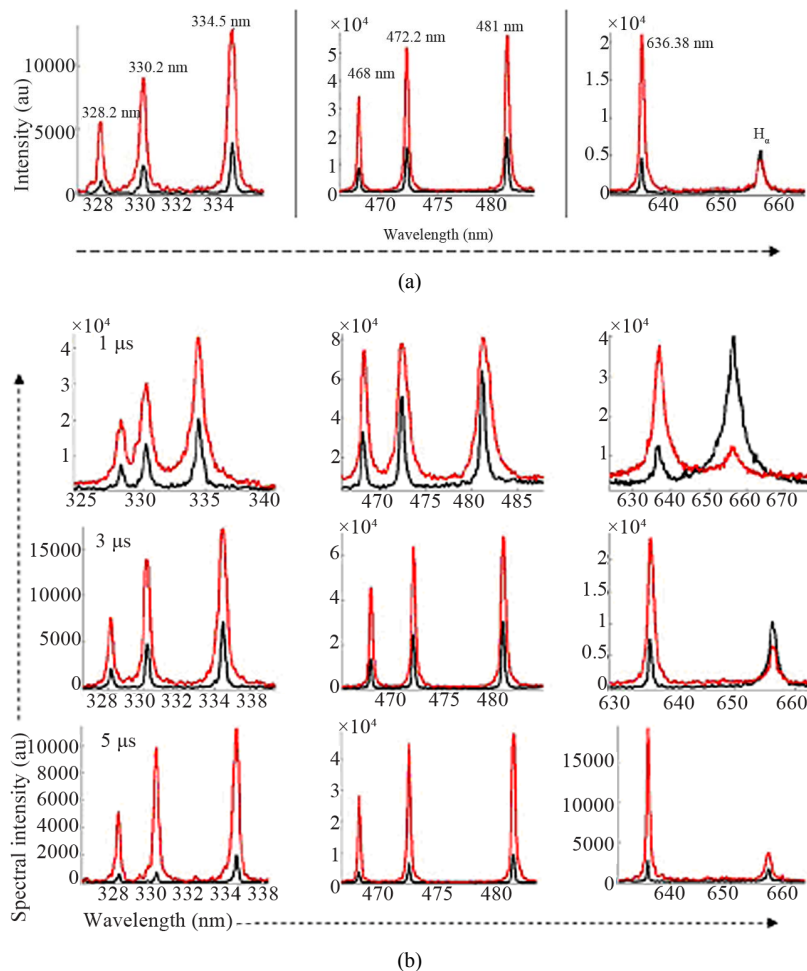 ×10⁴
×10⁴
334.5 nm
330.2 nm
328.2 nm
472.2 nm
481 nm
468 nm
636.38 nm
Hα
Intensity (au)
10000
5000
0
5
4
3
2
1
0
2
1.5
1
0.5
0
328 330 332 334
470 475 480
640 650 660
Wavelength (nm)
(a)
×10⁴
×10⁴
×10⁴
1 μs
4
3
2
1
8
6
4
2
4
3
2
1
325 330 335 340
470 475 480 485
630 640 650 660 670
×10⁴
×10⁴
3 μs
15000
10000
5000
0
6
4
2
0
2
1.5
1
0.5
0
328 330 332 334 338
470 475 480
630 640 650 660
×10⁴
5 μs
10000
8000
6000
4000
2000
0
5
4
3
2
1
0
15000
10000
5000
0
328 330 332 334 338
470 475 480
640 650 660
Spectral intensity (au)
Wavelength (nm)
(b)